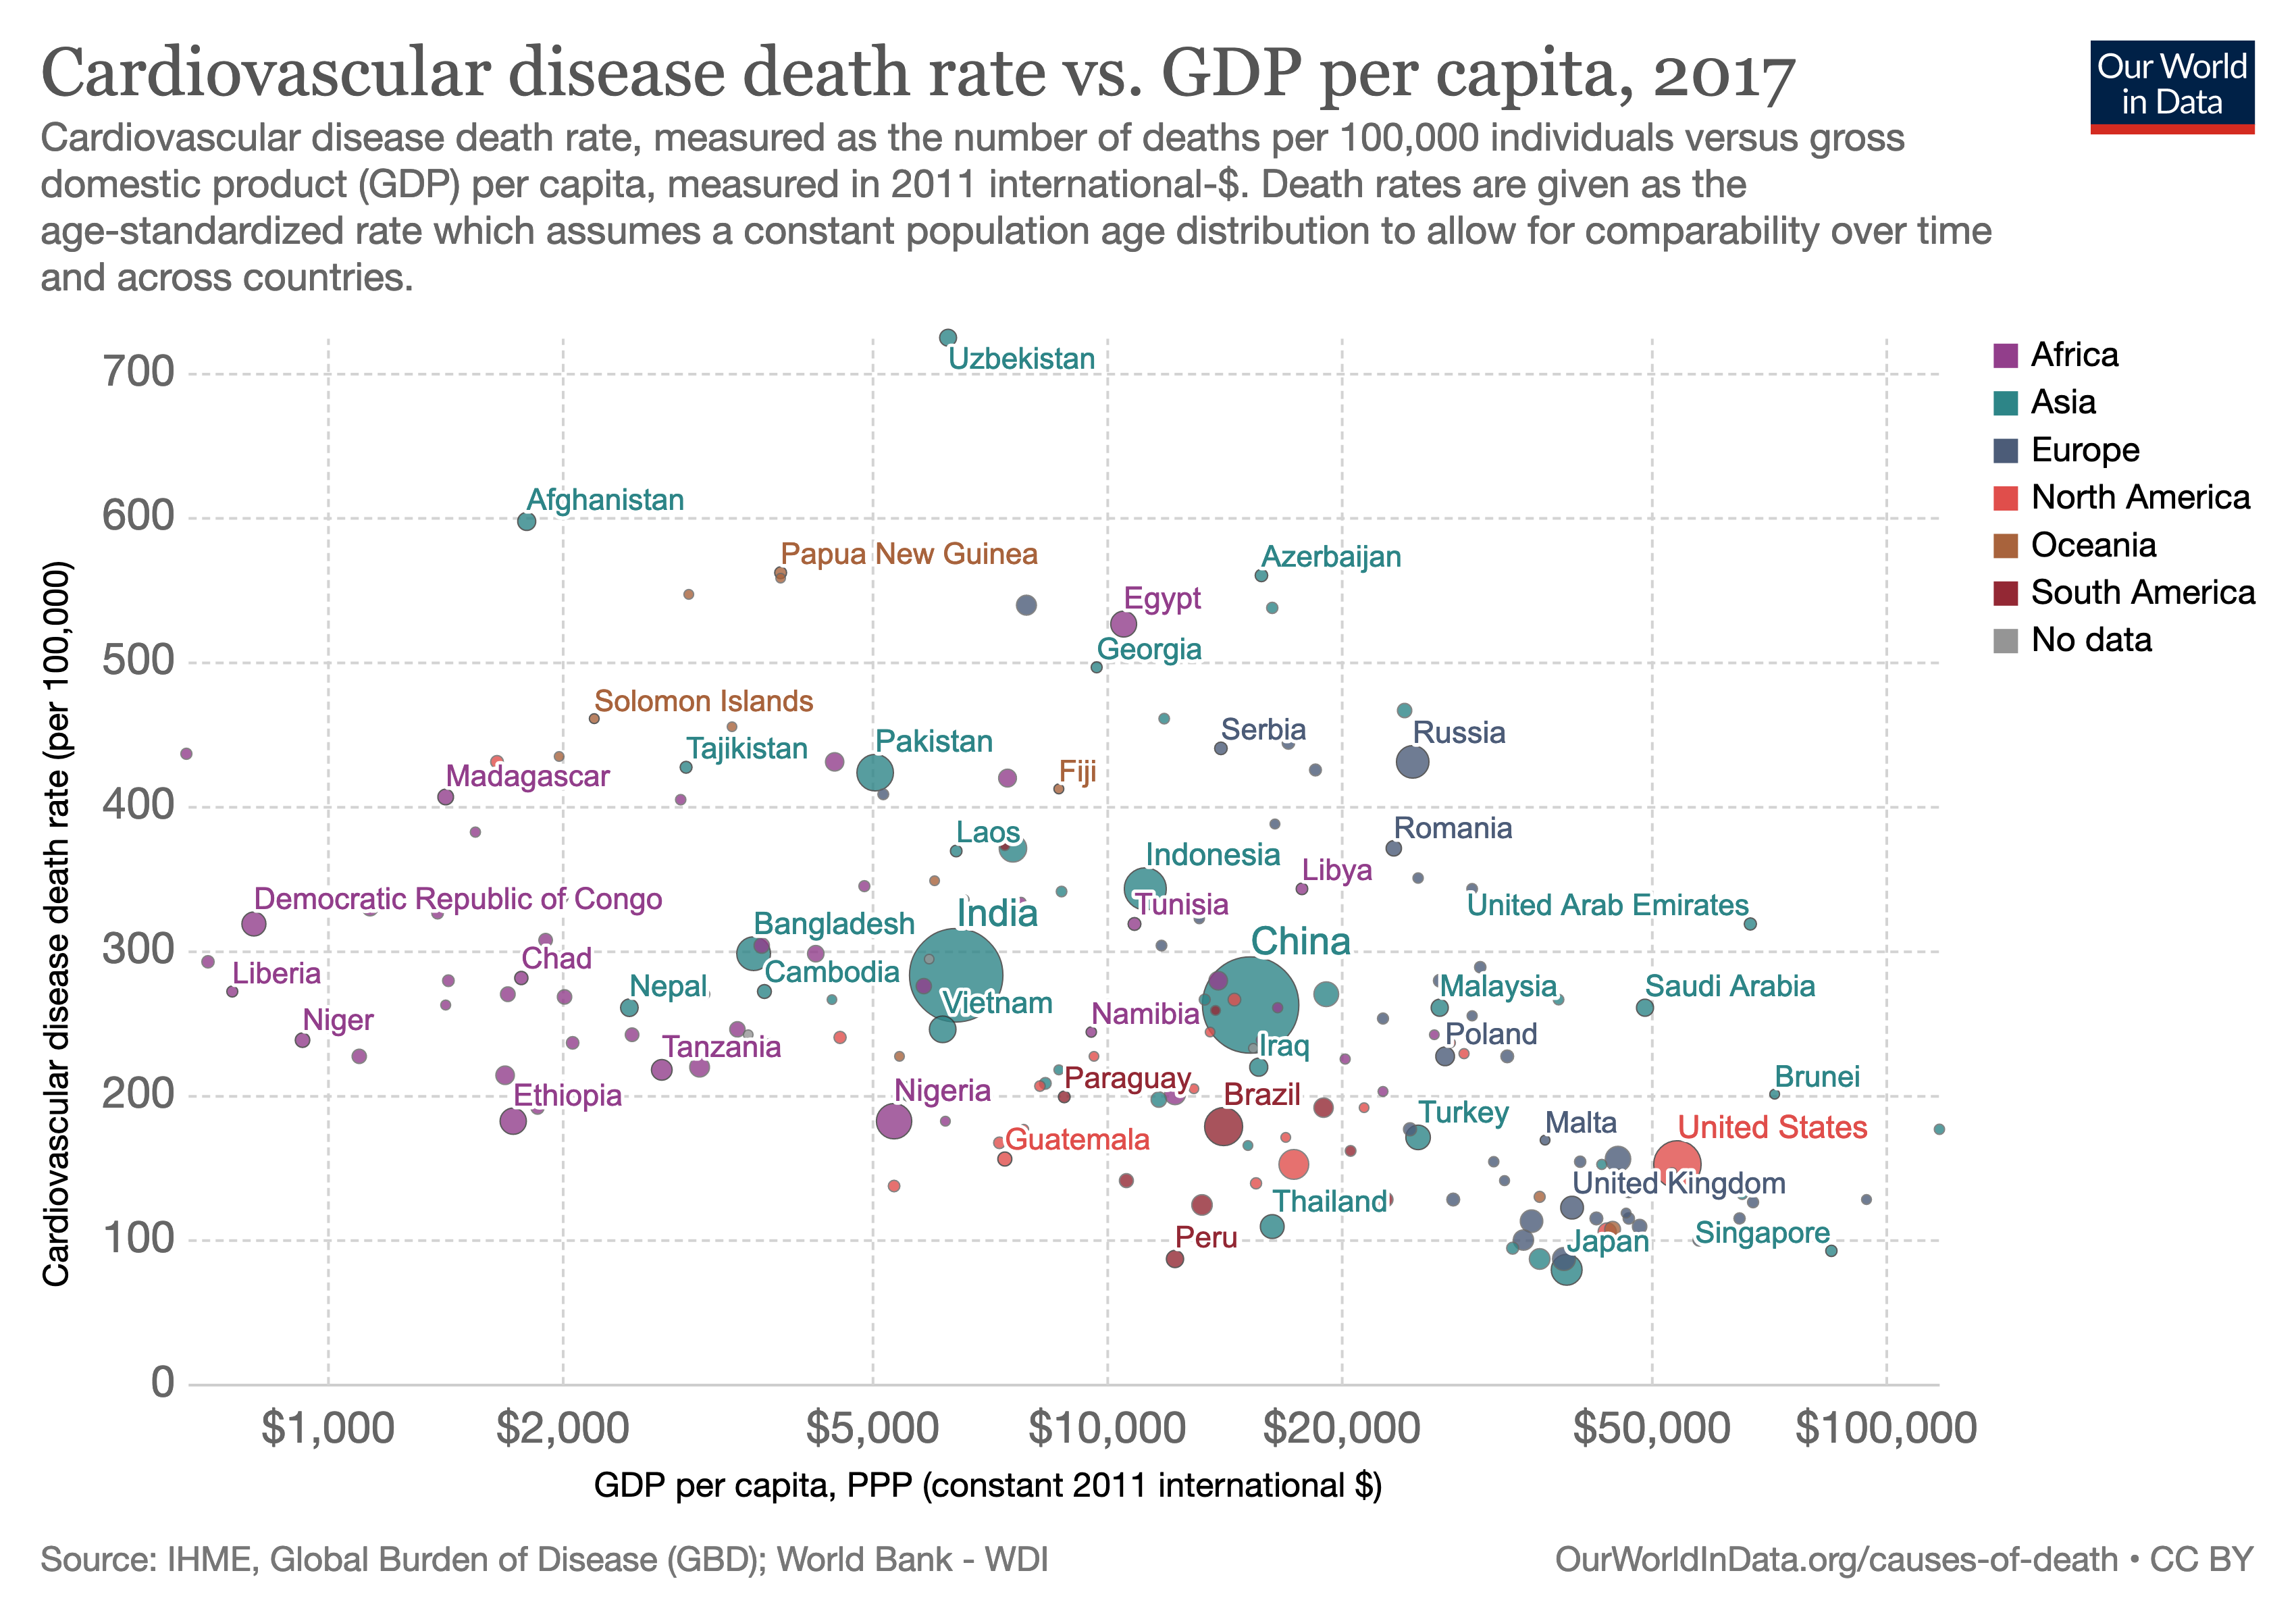 Cardiovascular disease death rate vs. GDP per capita, 2017
Our World
in Data
Cardiovascular disease death rate, measured as the number of deaths per 100,000 individuals versus gross
domestic product (GDP) per capita, measured in 2011 international-$. Death rates are given as the
age-standardized rate which assumes a constant population age distribution to allow for comparability over time
and across countries.
Africa
Asia
Europe
North America
Oceania
South America
No data
Cardiovascular disease death rate (per 100,000)
700
600
500
400
300
200
100
0
Uzbekistan
Afghanistan
Papua New Guinea
Azerbaijan
Egypt
Georgia
Solomon Islands
Serbia
Russia
Tajikistan
Pakistan
Madagascar
Fiji
Laos
Romania
Indonesia
Libya
Democratic Republic of Congo
Tunisia
United Arab Emirates
Bangladesh
India
China
Chad
Liberia
Cambodia
Nepal
Malaysia
Saudi Arabia
Vietnam
Niger
Namibia
Poland
Tanzania
Iraq
Paraguay
Brunei
Ethiopia
Nigeria
Brazil
Turkey
Malta
United States
Guatemala
United Kingdom
Thailand
Peru
Japan
Singapore
$1,000
$2,000
$5,000
$10,000
$20,000
$50,000
$100,000
GDP per capita, PPP (constant 2011 international $)
Source: IHME, Global Burden of Disease (GBD); World Bank - WDI
OurWorldInData.org/causes-of-death • CC BY